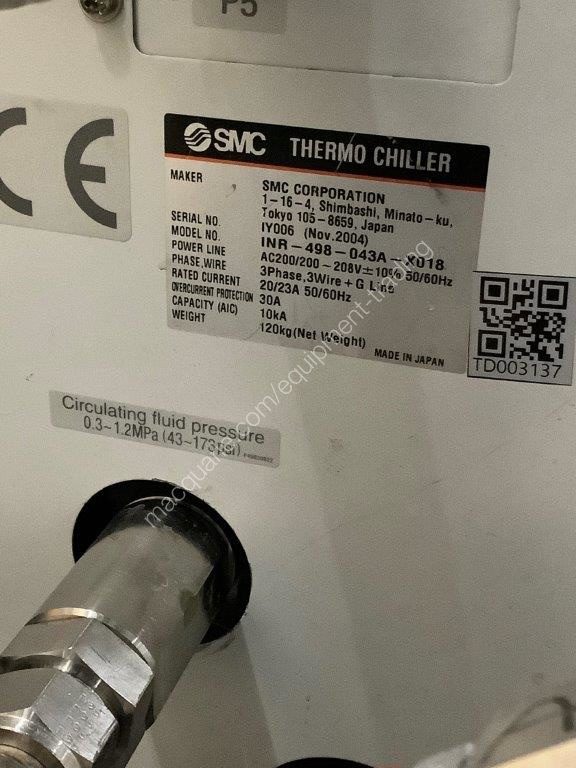 P5
CE
SMC THERMO CHILLER
MAKER SMC CORPORATION
1-16-4, Shimbashi, Minato-ku,
Tokyo 105-8659, Japan
SERIAL NO. IY006 (Nov.2004)
MODEL NO. INR-498-043A-X018
POWER LINE AC200/200-208V±10% 50/60Hz
PHASE,WIRE 3Phase,3Wire+G Line
RATED CURRENT 20/23A 50/60Hz
OVERCURRENT PROTECTION 30A
CAPACITY (AIC) 10kA
WEIGHT 120kg(Net Weight)
MADE IN JAPAN
TD003137
Circulating fluid pressure
0.3~1.2MPa (43~173psi)
macquarie.com/equipment-trading